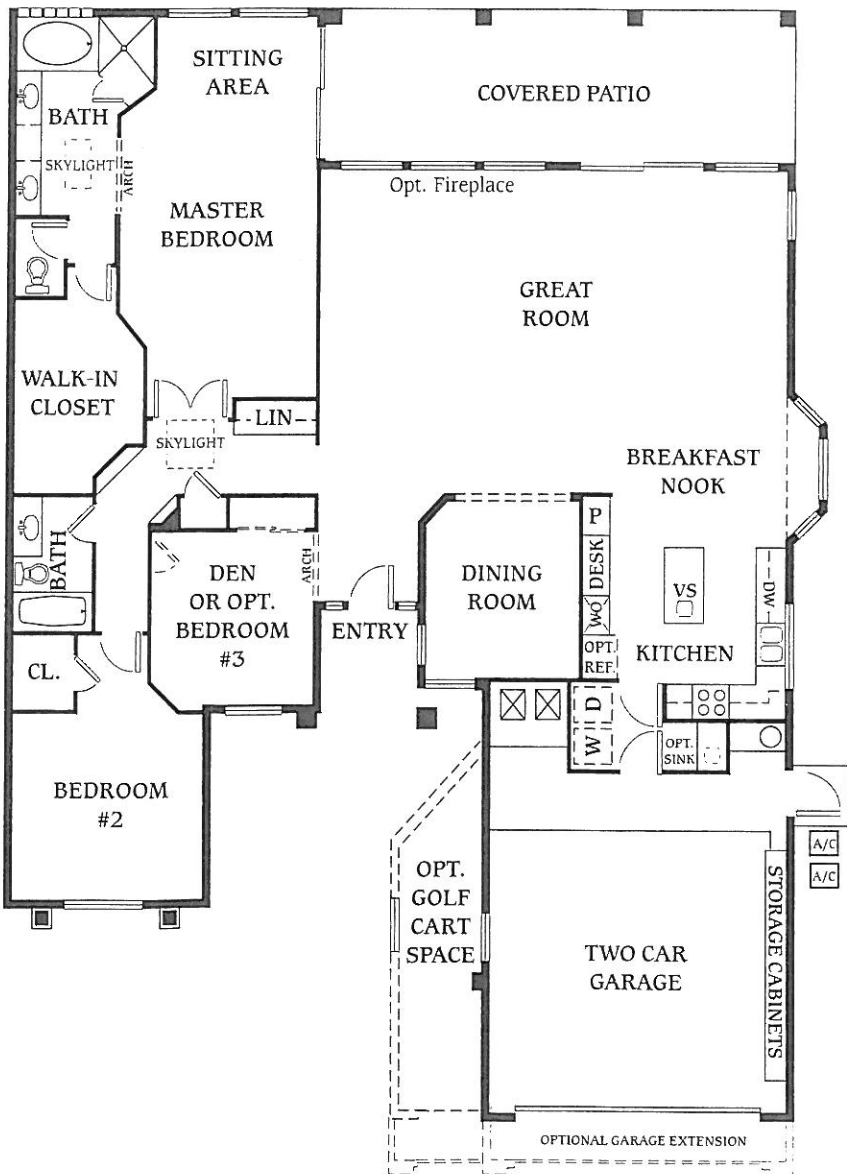 SITTING
AREA
COVERED PATIO
BATH
SKYLIGHT
ARCH
Opt. Fireplace
MASTER
BEDROOM
GREAT
ROOM
WALK-IN
CLOSET
LIN
SKYLIGHT
BREAKFAST
NOOK
BATH
DEN
OR OPT.
BEDROOM
#3
ARCH
ENTRY
DINING
ROOM
P
DESK
WO
OPT.
REF.
VS
DW
KITCHEN
CL.
D
W
OPT.
SINK
BEDROOM
#2
A/C
A/C
OPT.
GOLF
CART
SPACE
TWO CAR
GARAGE
STORAGE CABINETS
OPTIONAL GARAGE EXTENSION